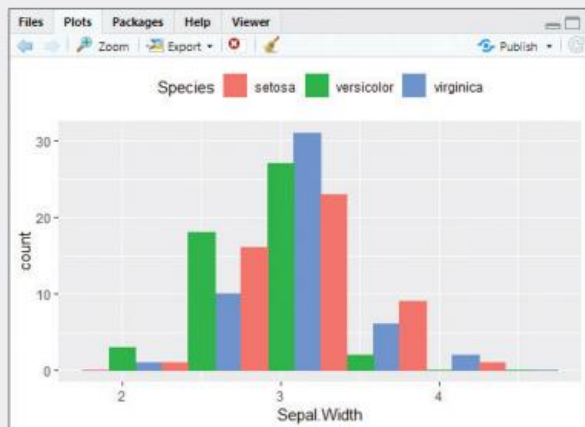 Files Plots Packages Help Viewer
Zoom Export Publish
Species setosa versicolor virginica
30
20
10
0
count
2 3 4
Sepal.Width